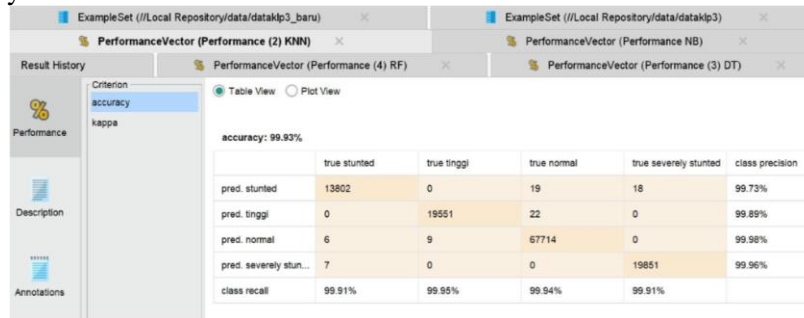 y
ExampleSet (//Local Repository/data/dataklp3_baru) ExampleSet (//Local Repository/data/dataklp3)
PerformanceVector (Performance (2) KNN) PerformanceVector (Performance NB)
Result History PerformanceVector (Performance (4) RF) PerformanceVector (Performance (3) DT)
Criterion
accuracy
kappa
Performance
Description
Annotations
Table View Plot View
accuracy: 99.93%
true stunted true tinggi true normal true severely stunted class precision
pred. stunted 13802 0 19 18 99.73%
pred. tinggi 0 19551 22 0 99.89%
pred. normal 6 9 67714 0 99.98%
pred. severely stun... 7 0 0 19851 99.96%
class recall 99.91% 99.95% 99.94% 99.91%